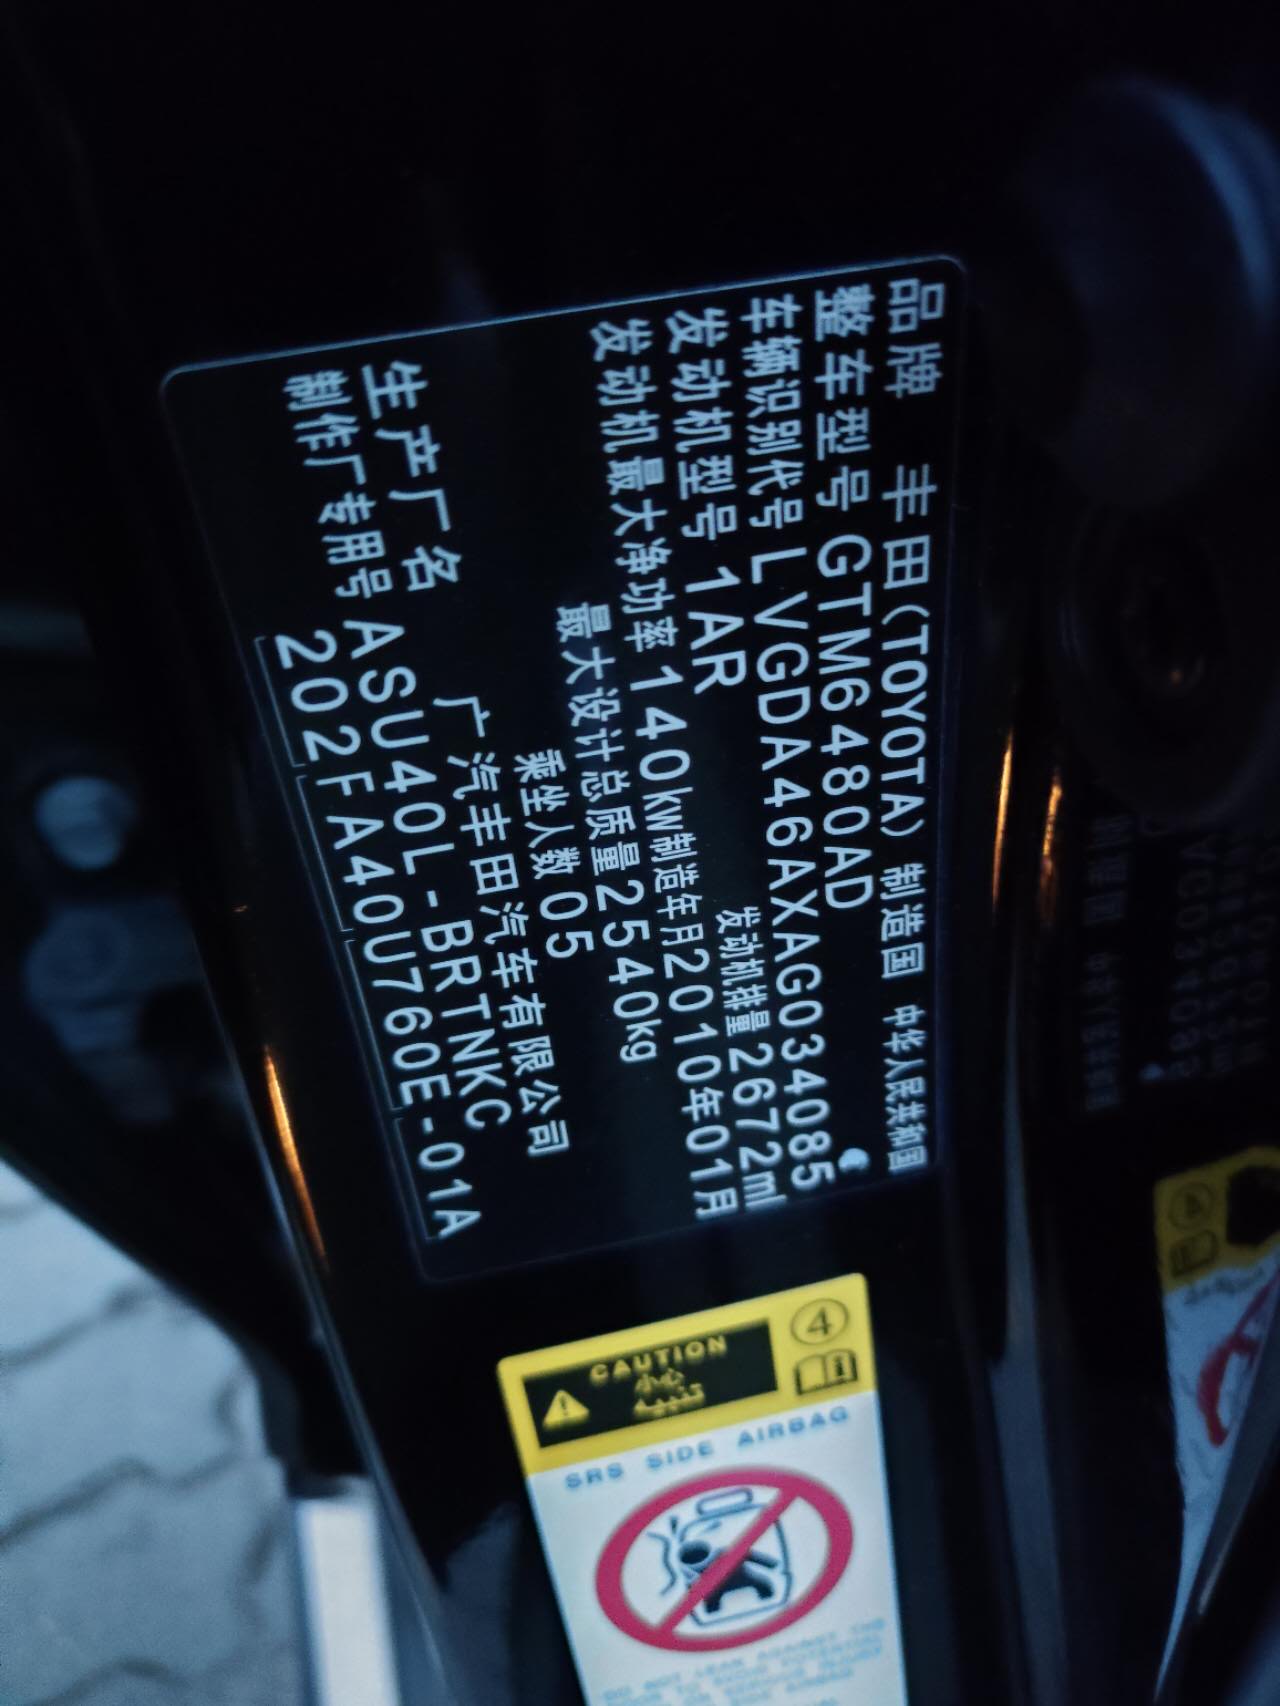 品牌 丰田(TOYOTA) 制造国 中华人民共和国
整车型号 GTM6480AD
车辆识别代号 LVGDA46AXAG034085
发动机型号 1AR 发动机排量 2672ml
发动机最大净功率 140kw 制造年月 2010年01月
最大设计总质量 2540kg
乘坐人数 05
生产厂名 广汽丰田汽车有限公司
制作厂专用号 ASU40L-BRTNKC
202 FA40 U760E -01A
CAUTION
小心
4
SRS SIDE AIRBAG